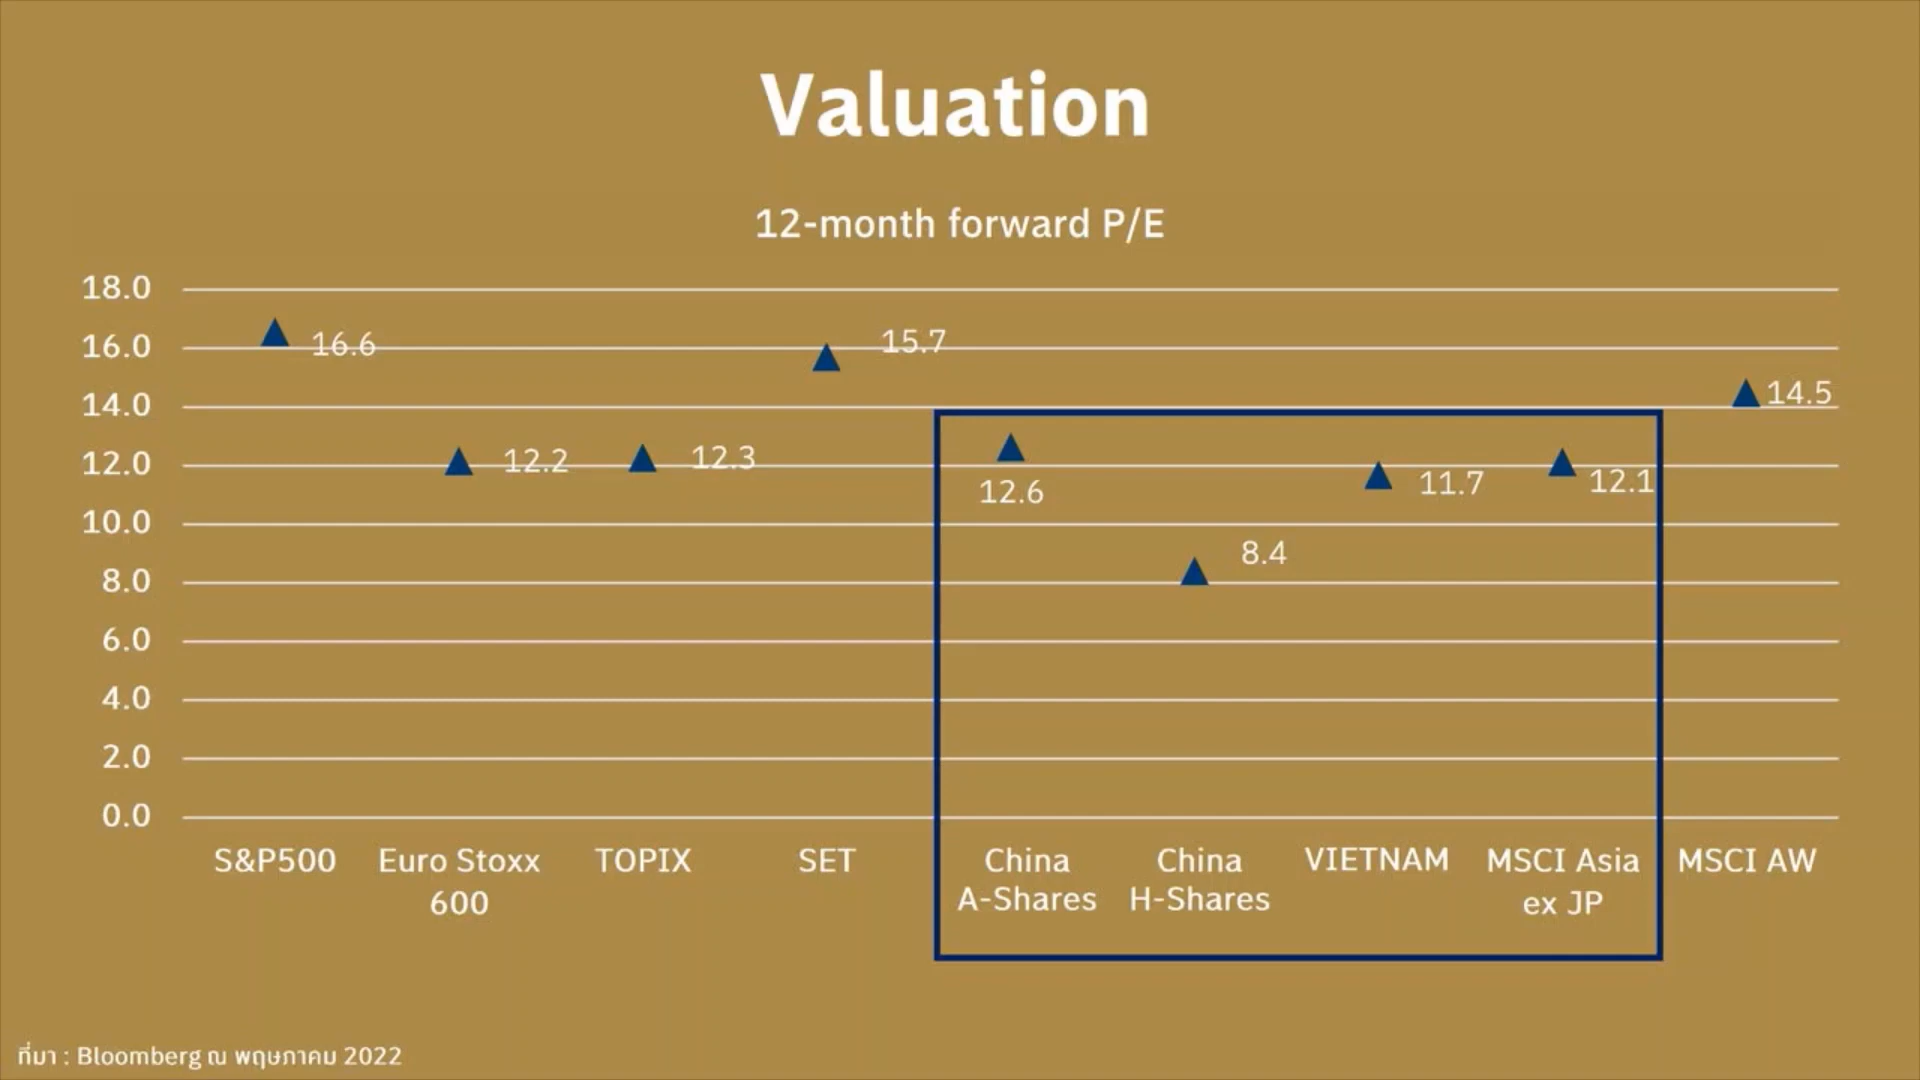 Valuation
12-month forward P/E
18.0
16.0
14.0
12.0
10.0
8.0
6.0
4.0
2.0
0.0
16.6
12.2
12.3
15.7
12.6
8.4
11.7
12.1
14.5
S&P500
Euro Stoxx
600
TOPIX
SET
China
A-Shares
China
H-Shares
VIETNAM
MSCI Asia
ex JP
MSCI AW
ที่มา : Bloomberg ณ พฤษภาคม 2022